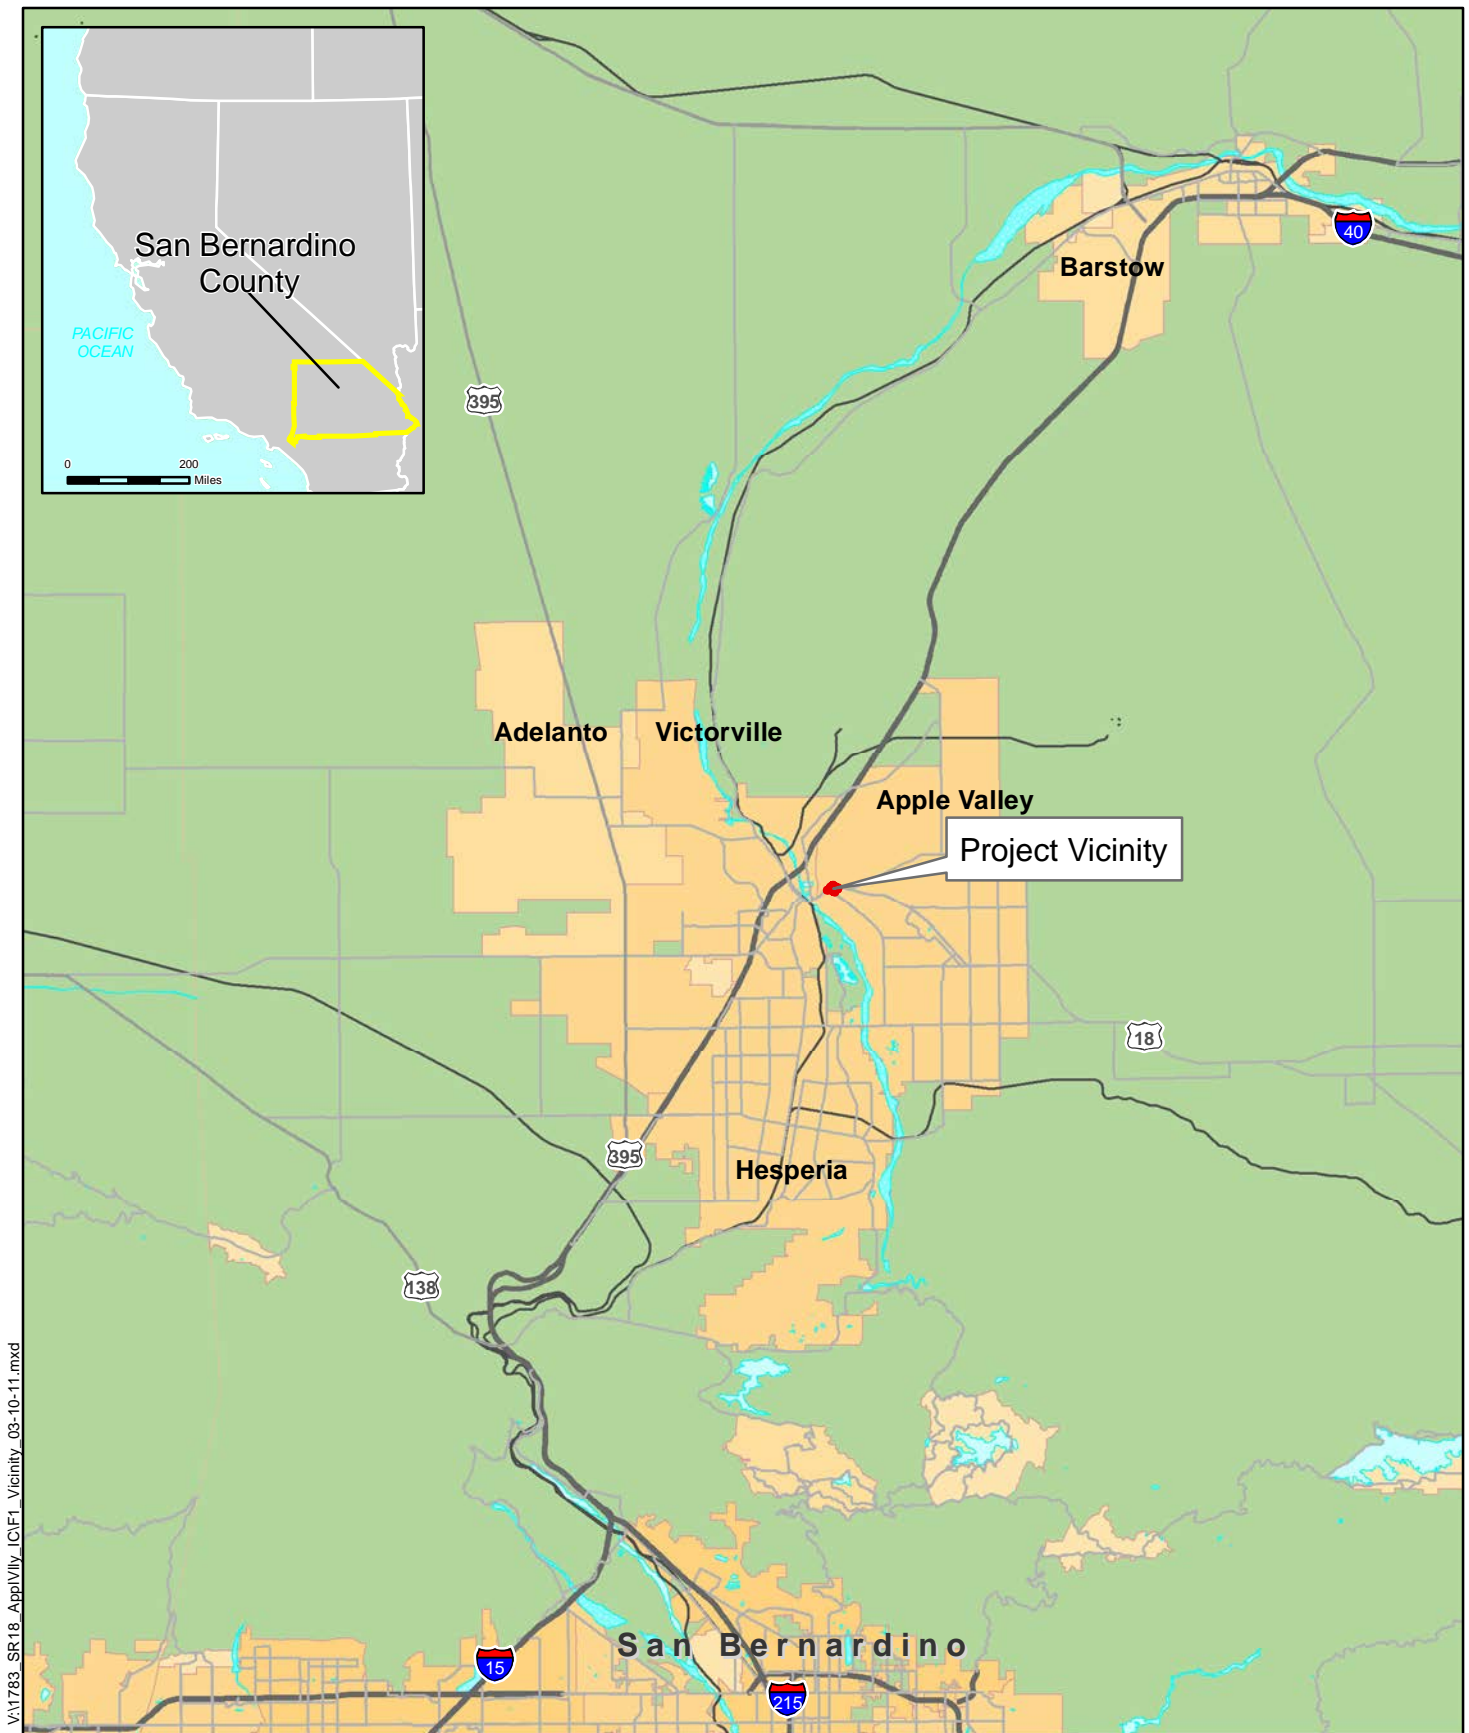 San Bernardino
County
PACIFIC
OCEAN
0 200
Miles
40
Barstow
395
Adelanto
Victorville
Apple Valley
Project Vicinity
18
395
Hesperia
138
San Bernardino
15
215
V:\1783_SR18_ApplVlly_IC\F1_Vicinity_03-10-11.mxd